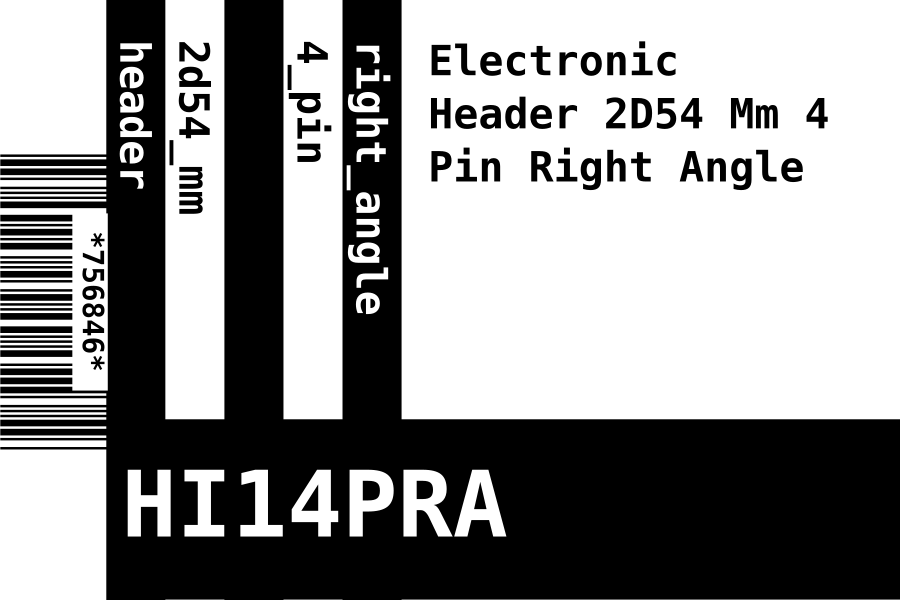 *756846*
header
2d54_mm
4_pin
right_angle
Electronic
Header 2D54 Mm 4
Pin Right Angle
HI14PRA